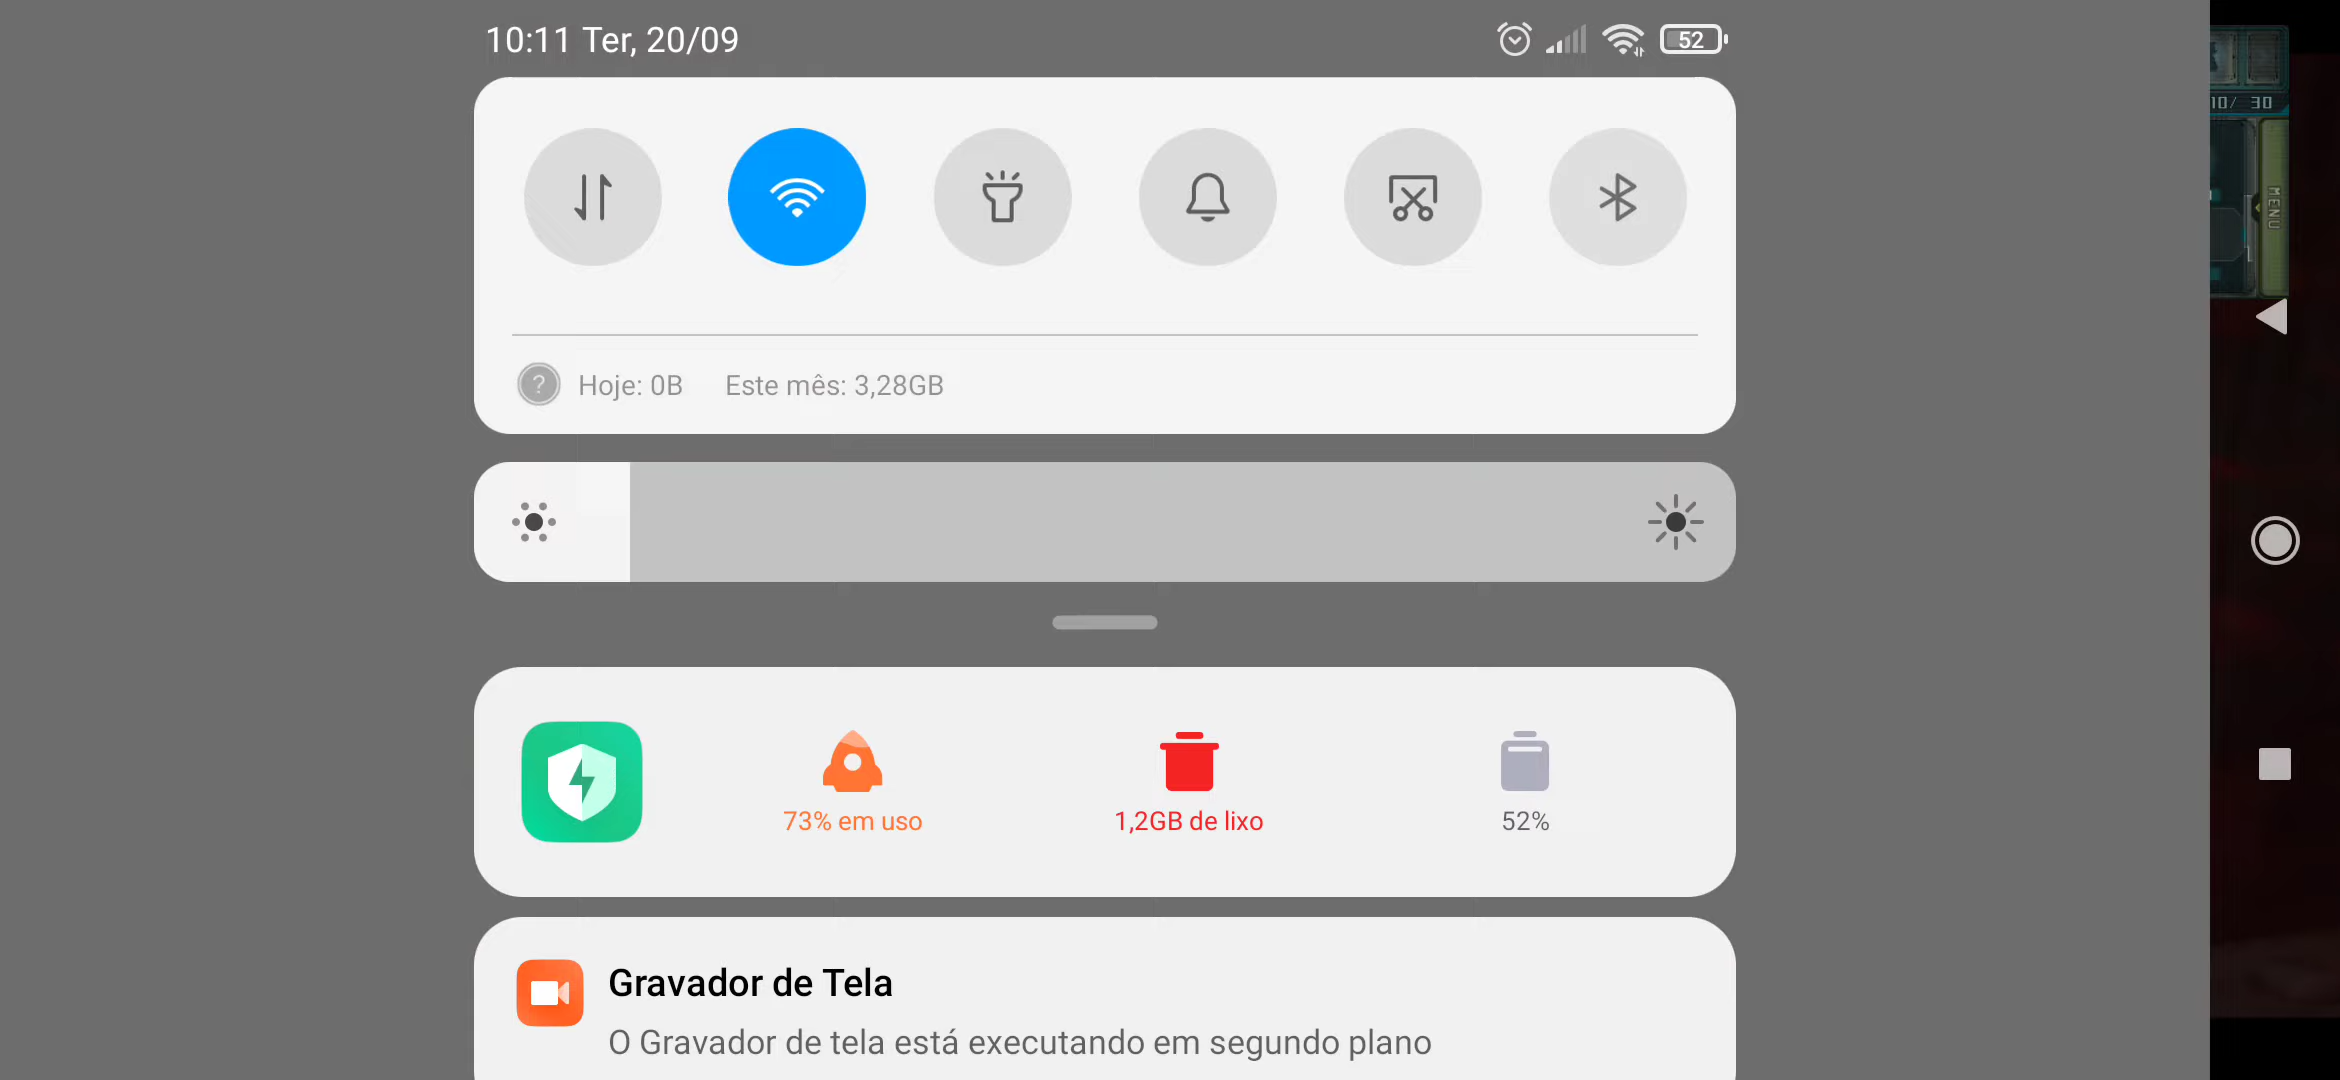 10:11 Ter, 20/09
52
10/ 30
MENU
Hoje: 0B Este mês: 3,28GB
73% em uso
1,2GB de lixo
52%
Gravador de Tela
O Gravador de tela está executando em segundo plano